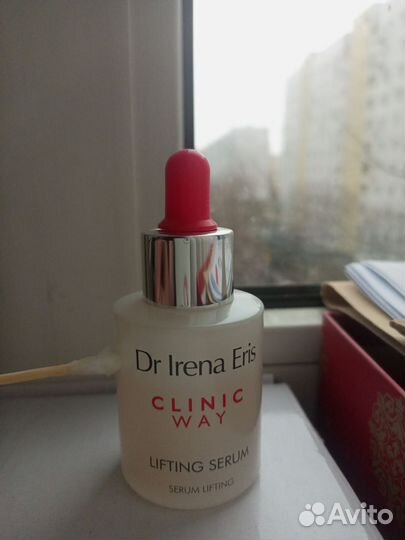 Dr Irena Eris
CLINIC
WAY
LIFTING SERUM
SERUM LIFTING
Avito